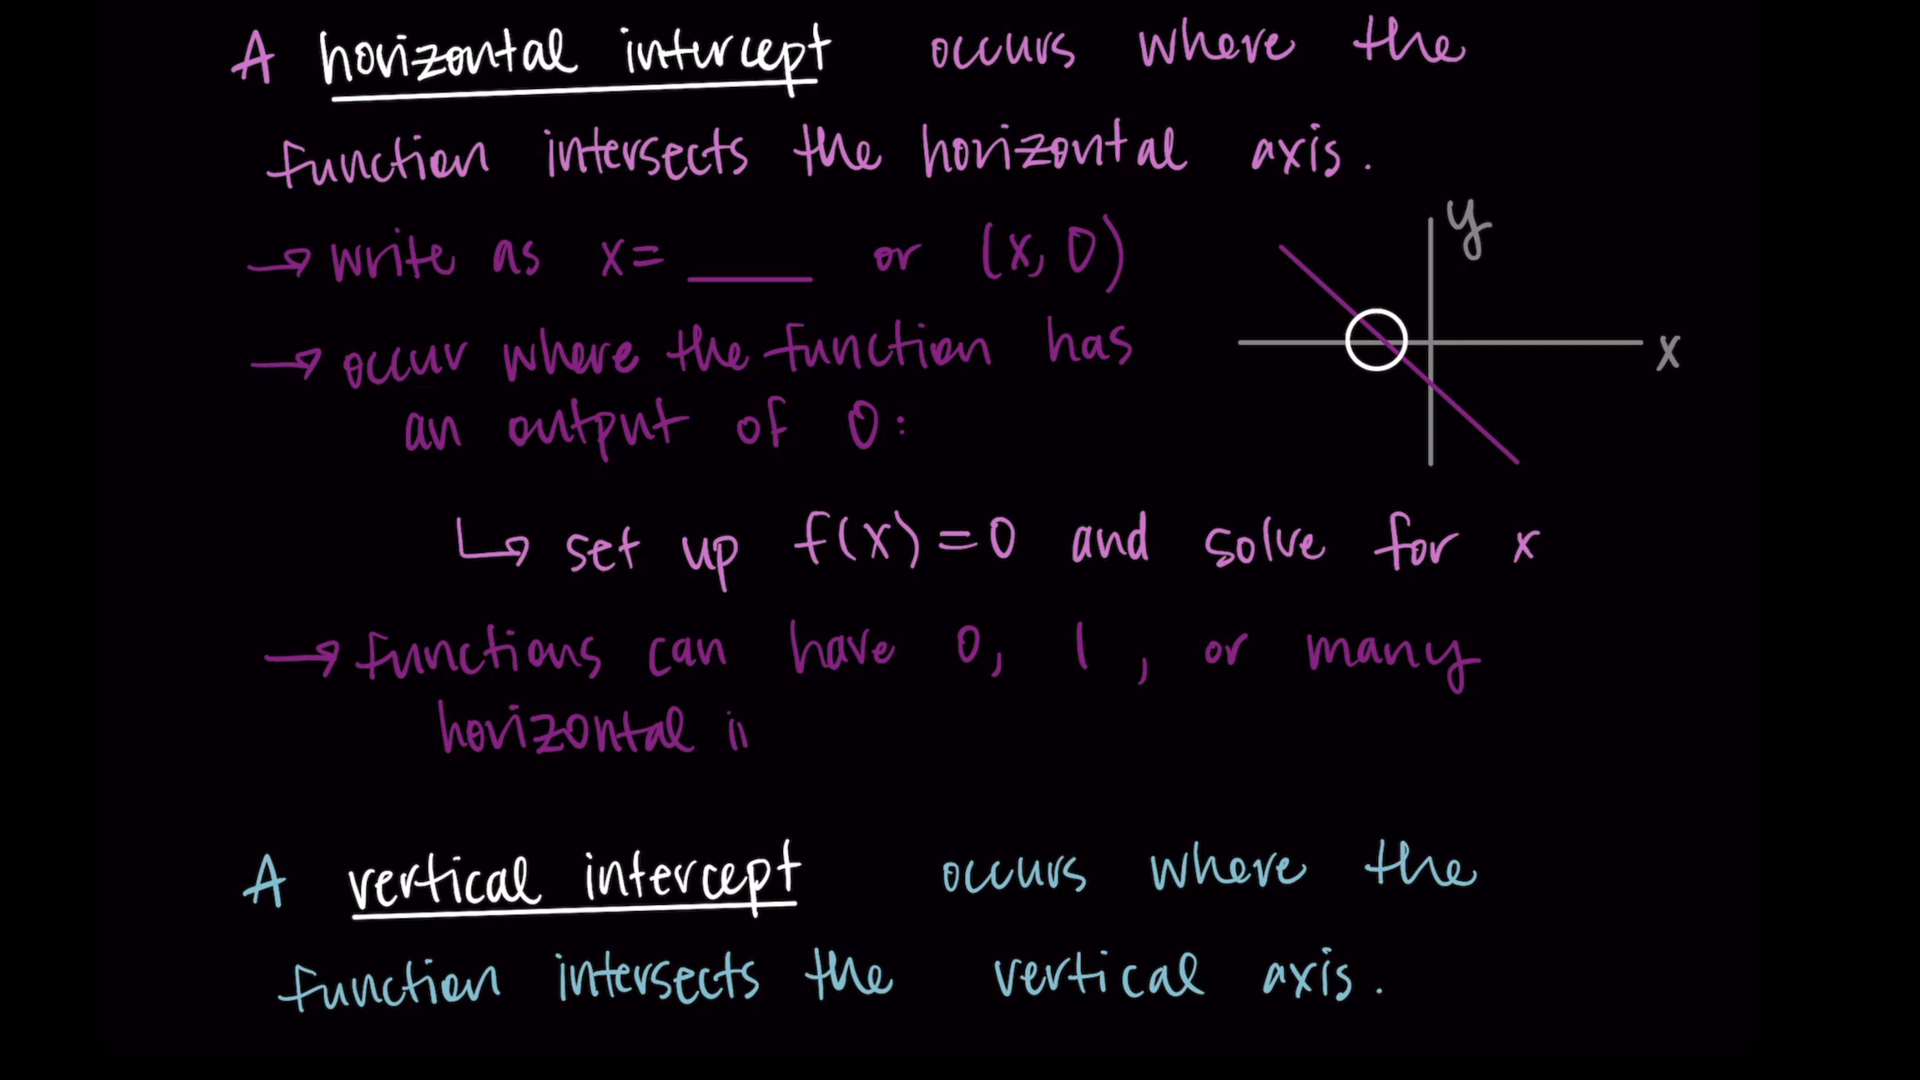 A horizontal intercept occurs where the
function intersects the horizontal axis.
→ write as x= ____ or (x, 0)
→ occur where the function has
an output of 0:
↳ set up f(x)=0 and solve for x
→ functions can have 0, 1, or many
horizontal
y
x
A vertical intercept occurs where the
function intersects the vertical axis.